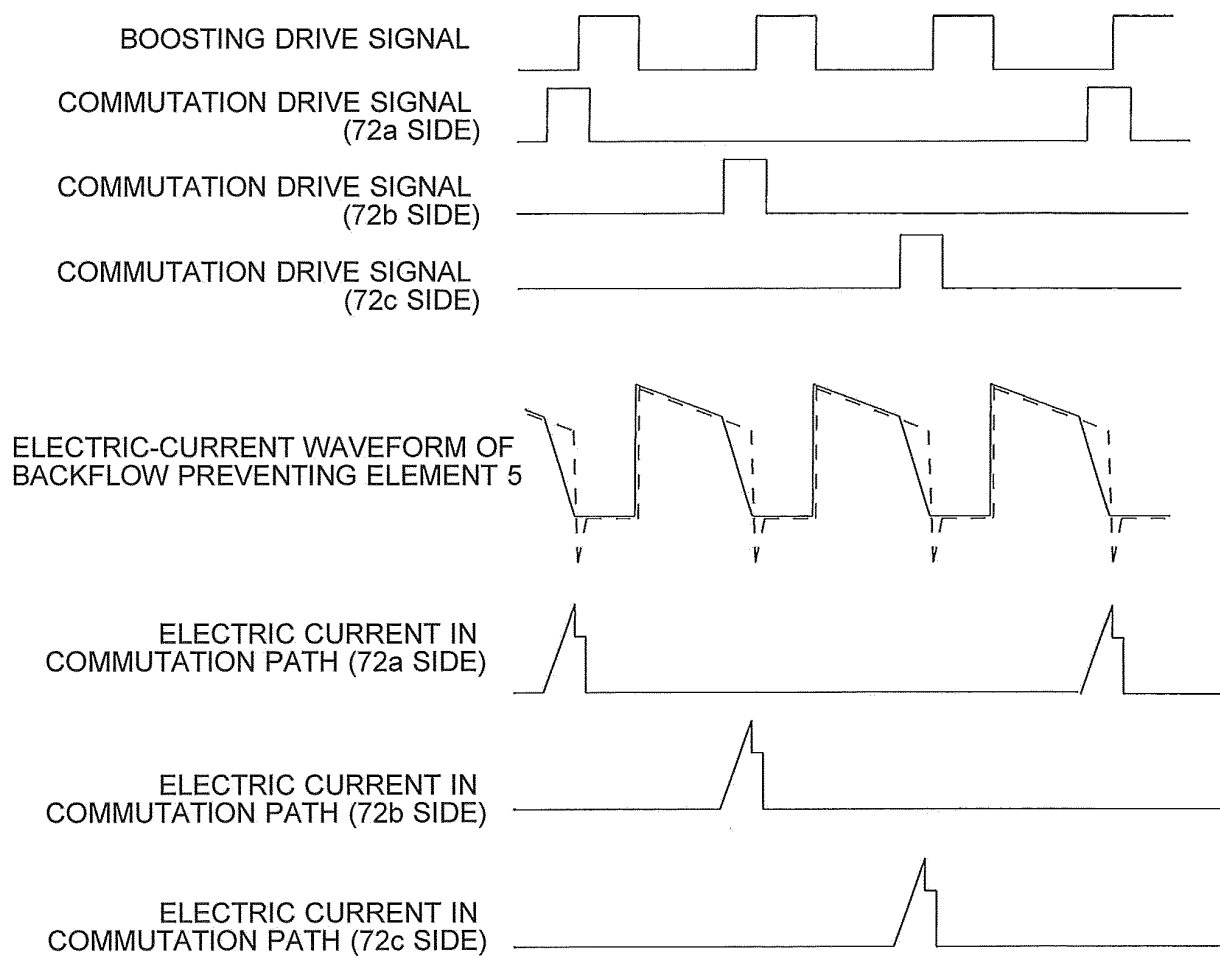 BOOSTING DRIVE SIGNAL
COMMUTATION DRIVE SIGNAL
(72a SIDE)
COMMUTATION DRIVE SIGNAL
(72b SIDE)
COMMUTATION DRIVE SIGNAL
(72c SIDE)
ELECTRIC-CURRENT WAVEFORM OF
BACKFLOW PREVENTING ELEMENT 5
ELECTRIC CURRENT IN
COMMUTATION PATH (72a SIDE)
ELECTRIC CURRENT IN
COMMUTATION PATH (72b SIDE)
ELECTRIC CURRENT IN
COMMUTATION PATH (72c SIDE)